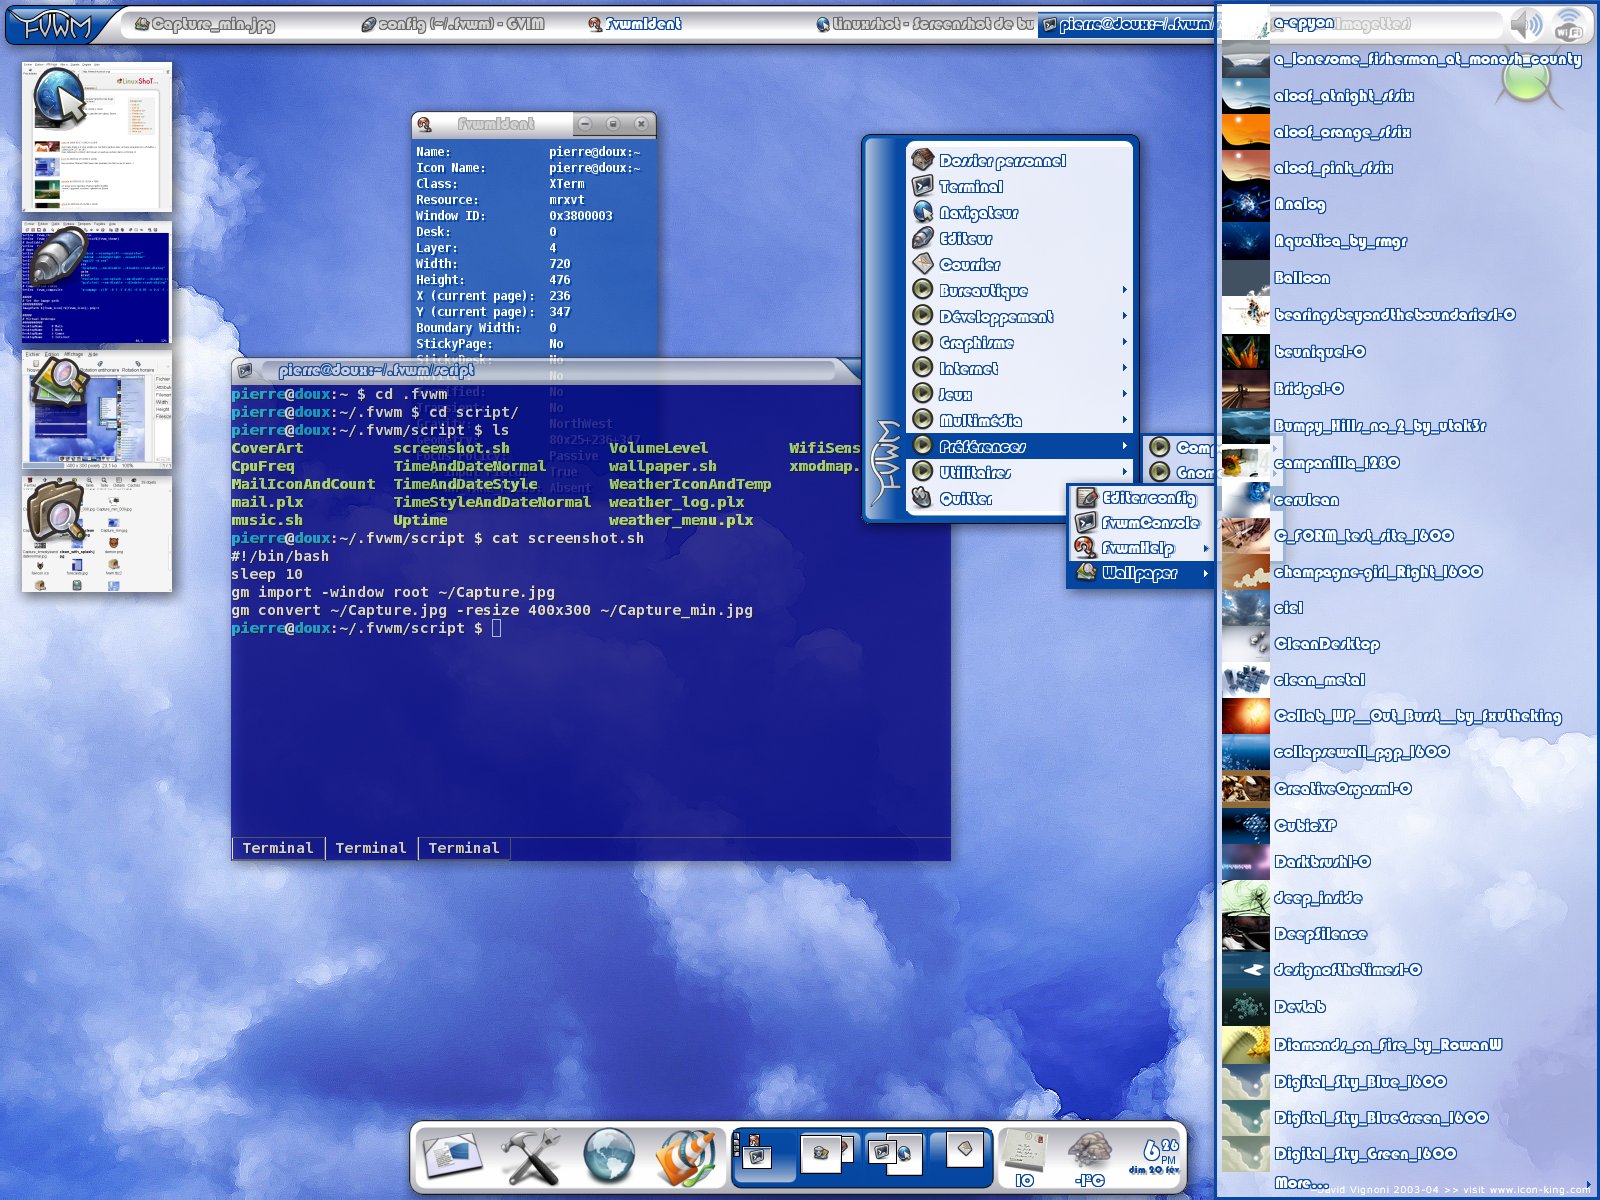 FVWM
Capture_min.jpg
config (~/.fvwm) - GVIM
FvwmIdent
Linuxshot - Screenshot de bu
pierre@doux:~/.fvwm/
Imagettes)
WiFi
FvwmIdent
Name: pierre@doux:~
Icon Name: pierre@doux:~
Class: XTerm
Resource: mrxvt
Window ID: 0x3800003
Desk: 0
Layer: 4
Width: 720
Height: 476
X (current page): 236
Y (current page): 347
Boundary Width: 0
StickyPage: No
StickyDesk: No
pierre@doux:~/.fvwm/script
pierre@doux:~ $ cd .fvwm
pierre@doux:~/.fvwm $ cd script/
pierre@doux:~/.fvwm/script $ ls
CoverArt screenshot.sh VolumeLevel WifiSens
CpuFreq TimeAndDateNormal wallpaper.sh xmodmap.
MailIconAndCount TimeAndDateStyle WeatherIconAndTemp
mail.plx TimeStyleAndDateNormal weather_log.plx
music.sh Uptime weather_menu.plx
pierre@doux:~/.fvwm/script $ cat screenshot.sh
#!/bin/bash
sleep 10
gm import -window root ~/Capture.jpg
gm convert ~/Capture.jpg -resize 400x300 ~/Capture_min.jpg
pierre@doux:~/.fvwm/script $
Terminal Terminal Terminal
FVWM
Dossier personnel
Terminal
Navigateur
Editeur
Courrier
Bureautique
Développement
Graphisme
Internet
Jeux
Multimédia
Préférences
Utilitaires
Quitter
Comp
Gnom
Editer config
FvwmConsole
FvwmHelp
Wallpaper
a-epyon
a_lonesome_fisherman_at_monash_county
aloof_atnight_sfsix
aloof_orange_sfsix
aloof_pink_sfsix
Analog
Aquatica_by_rmgr
Balloon
bearingsbeyondtheboundaries1-0
beunique1-0
Bridge1-0
Bumpy_Hills_no_2_by_vtak3r
campanilla_1280
cerulean
C_FORM_test_site_1600
champagne-girl_Right_1600
ciel
CleanDesktop
clean_metal
Collab_WP__Out_Burst__by_fxutheking
collapsewall_pgp_1600
CreativeOrgasm1-0
CubicXP
Darkbrush1-0
deep_inside
DeepSilence
designofthetimes1-0
DevLab
Diamonds_on_fire_by_RowanW
Digital_Sky_Blue_1600
Digital_Sky_BlueGreen_1600
Digital_Sky_Green_1600
More...
10
-1°C
6 26 PM
dim 20 fév
David Vignoni 2003-04 >> visit www.icon-king.com